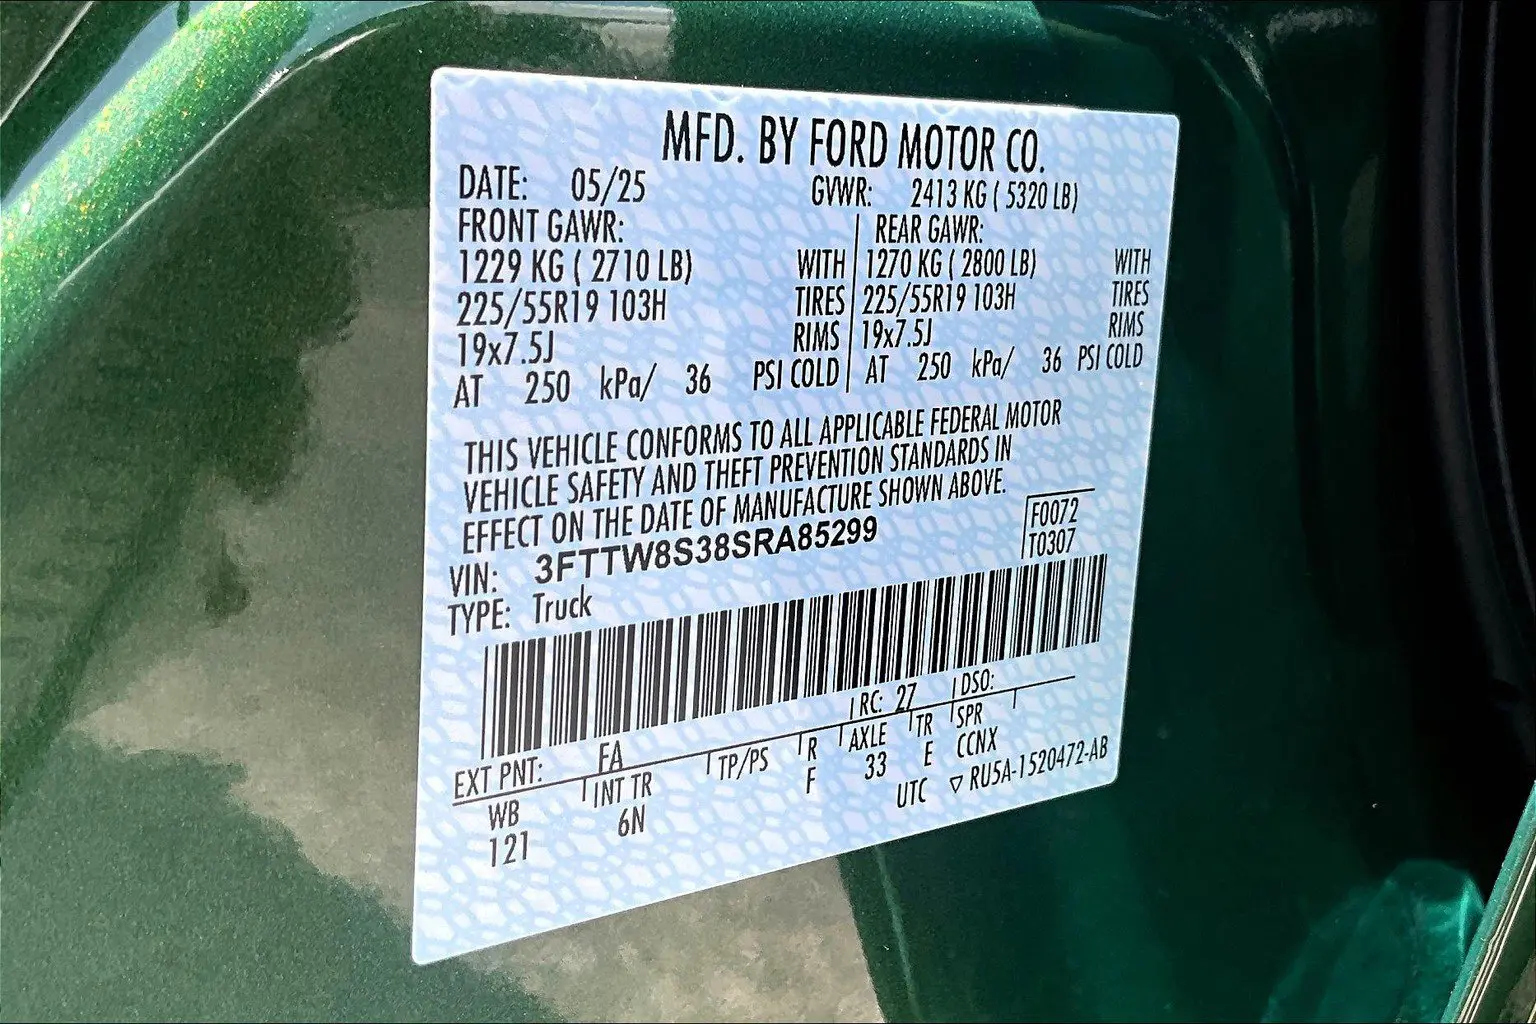 MFD. BY FORD MOTOR CO.
DATE: 05/25 GVWR: 2413 KG ( 5320 LB)
FRONT GAWR: REAR GAWR:
1229 KG ( 2710 LB) WITH 1270 KG ( 2800 LB) WITH
225/55R19 103H TIRES 225/55R19 103H TIRES
19x7.5J RIMS 19x7.5J RIMS
AT 250 kPa/ 36 PSI COLD AT 250 kPa/ 36 PSI COLD
THIS VEHICLE CONFORMS TO ALL APPLICABLE FEDERAL MOTOR
VEHICLE SAFETY AND THEFT PREVENTION STANDARDS IN
EFFECT ON THE DATE OF MANUFACTURE SHOWN ABOVE.
VIN: 3FTTW8S38SRA85299 F0072
TYPE: Truck T0307
EXT PNT: FA RC: 27 DSO:
WB INT TR TP/PS R AXLE TR SPR
121 6N F 33 E CCNX
UTC ▽ RU5A-1520472-AB